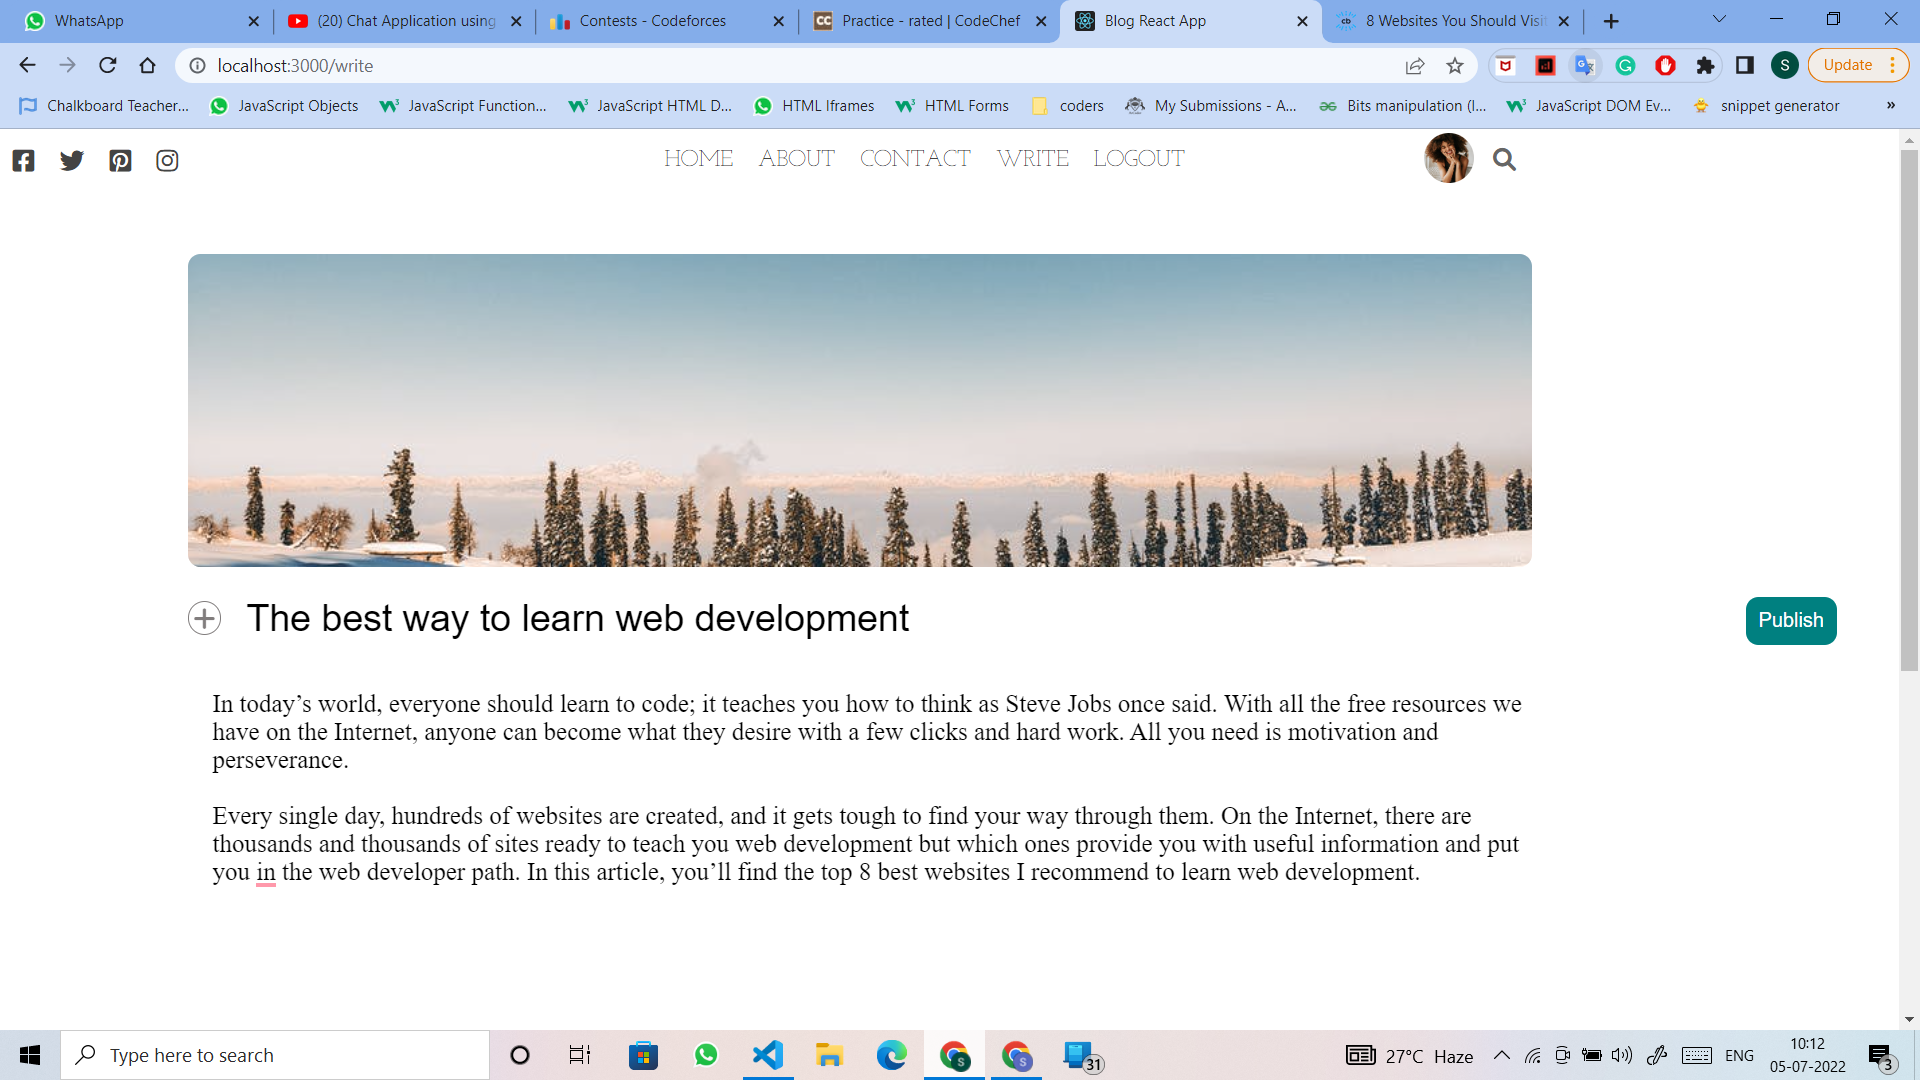 WhatsApp
(20) Chat Application using
Contests - Codeforces
Practice - rated | CodeChef
Blog React App
8 Websites You Should Visit
localhost:3000/write
S
Update
Chalkboard Teacher...
JavaScript Objects
JavaScript Function...
JavaScript HTML D...
HTML Iframes
HTML Forms
coders
My Submissions - A...
Bits manipulation (I...
JavaScript DOM Ev...
snippet generator
»
HOME ABOUT CONTACT WRITE LOGOUT
The best way to learn web development
Publish
In today’s world, everyone should learn to code; it teaches you how to think as Steve Jobs once said. With all the free resources we
have on the Internet, anyone can become what they desire with a few clicks and hard work. All you need is motivation and
perseverance.
Every single day, hundreds of websites are created, and it gets tough to find your way through them. On the Internet, there are
thousands and thousands of sites ready to teach you web development but which ones provide you with useful information and put
you in the web developer path. In this article, you’ll find the top 8 best websites I recommend to learn web development.
Type here to search
31
27°C Haze
ENG
10:12
05-07-2022
3